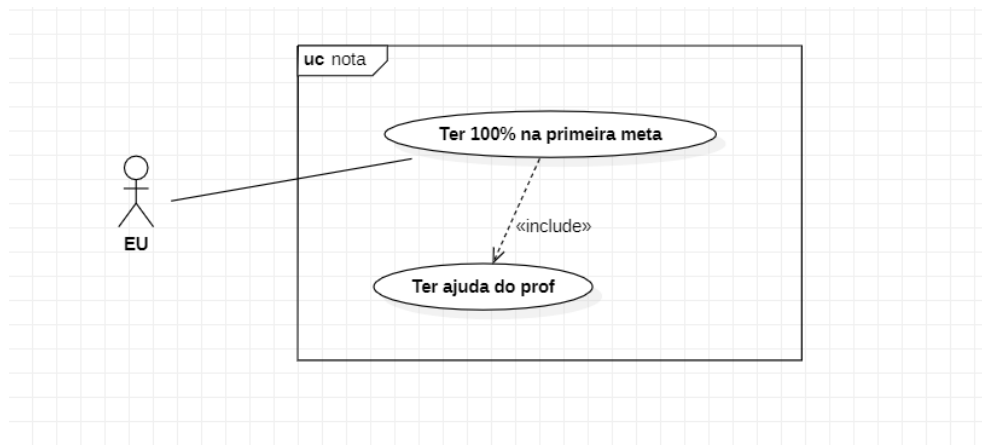 uc nota
Ter 100% na primeira meta
«include»
EU
Ter ajuda do prof